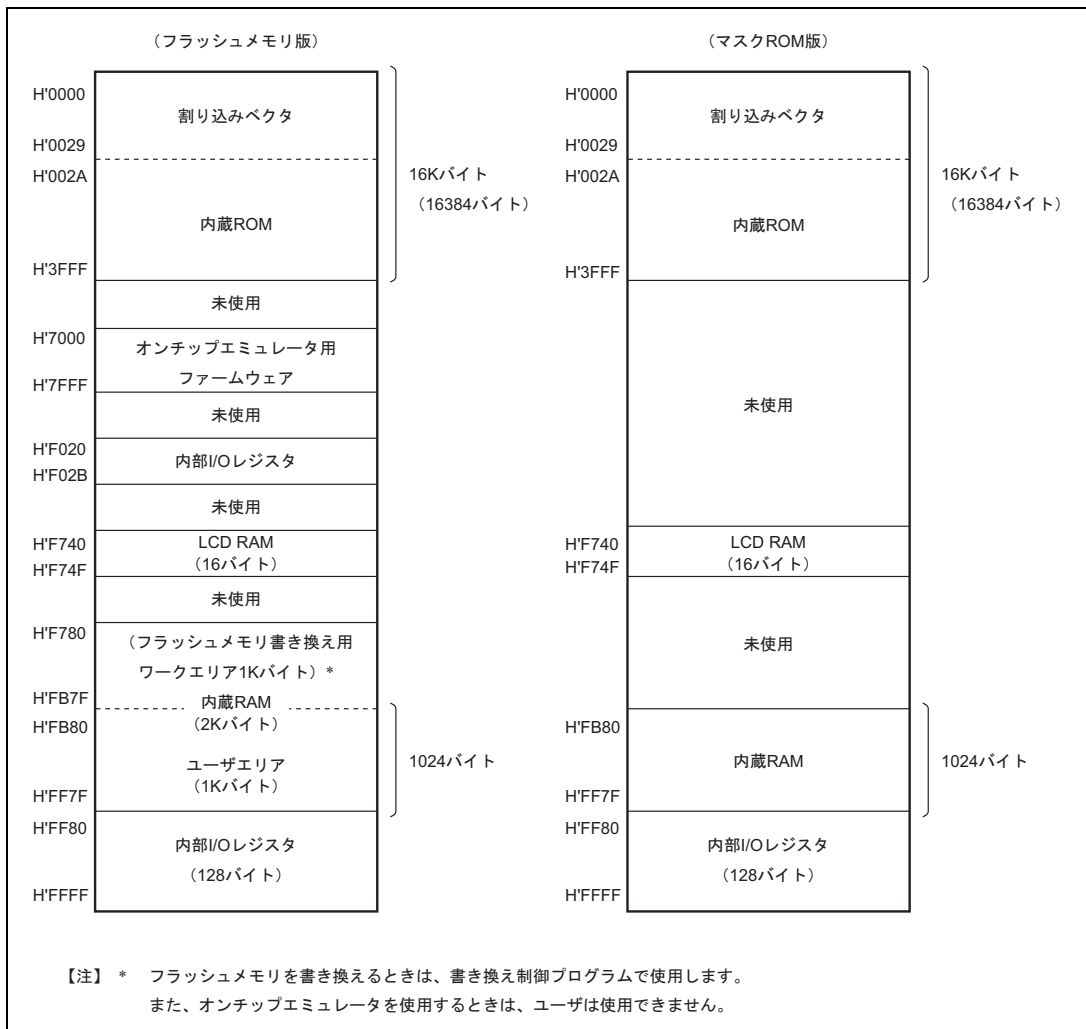 （フラッシュメモリ版）
H'0000
割り込みベクタ
H'0029
H'002A
内蔵ROM
H'3FFF
16Kバイト
（16384バイト）
未使用
H'7000
オンチップエミュレータ用
ファームウェア
H'7FFF
未使用
H'F020
内部I/Oレジスタ
H'F02B
未使用
H'F740
LCD RAM
（16バイト）
H'F74F
未使用
H'F780
（フラッシュメモリ書き換え用
ワークエリア1Kバイト）*
H'FB7F
内蔵RAM
（2Kバイト）
H'FB80
ユーザエリア
（1Kバイト）
H'FF7F
1024バイト
H'FF80
内部I/Oレジスタ
（128バイト）
H'FFFF
（マスクROM版）
H'0000
割り込みベクタ
H'0029
H'002A
内蔵ROM
H'3FFF
16Kバイト
（16384バイト）
未使用
H'F740
LCD RAM
（16バイト）
H'F74F
未使用
H'FB80
内蔵RAM
H'FF7F
1024バイト
H'FF80
内部I/Oレジスタ
（128バイト）
H'FFFF
【注】 * フラッシュメモリを書き換えるときは、書き換え制御プログラムで使用します。
また、オンチップエミュレータを使用するときは、ユーザは使用できません。